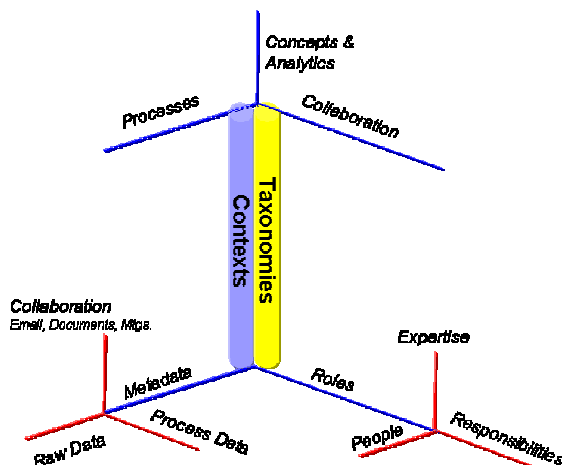 Concepts &
Analytics
Processes
Collaboration
Contexts
Taxonomies
Collaboration
Email, Documents, Mtgs.
Metadata
Roles
Expertise
Raw Data
Process Data
People
Responsibilities